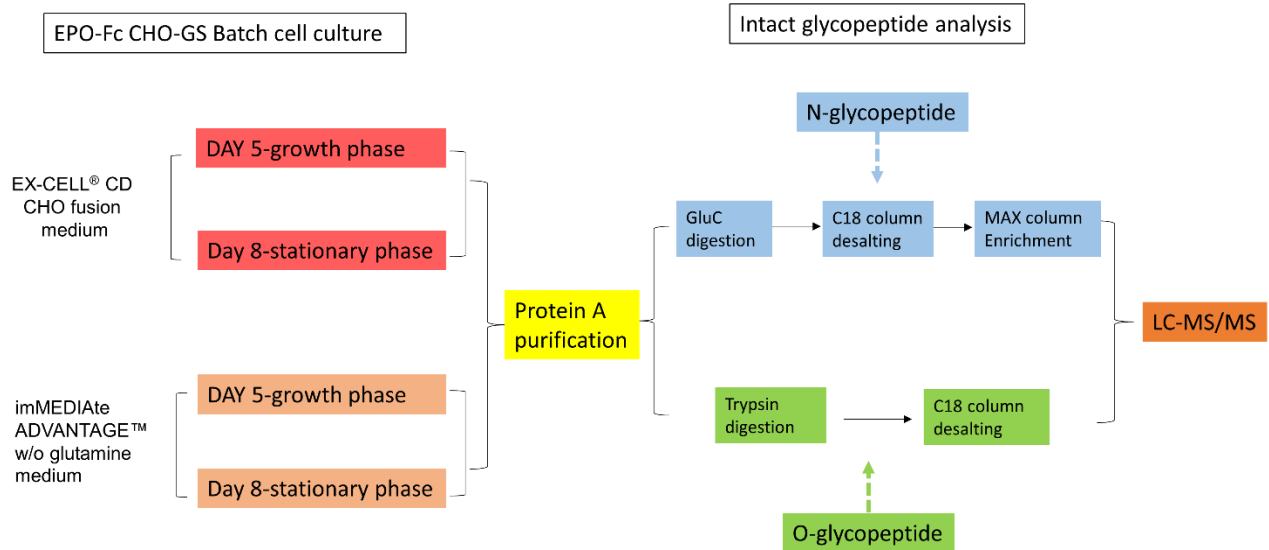 EPO-Fc CHO-GS Batch cell culture
Intact glycopeptide analysis
EX-CELL® CD
CHO fusion
medium
DAY 5-growth phase
Day 8-stationary phase
imMEDIAte
ADVANTAGE™
w/o glutamine
medium
DAY 5-growth phase
Day 8-stationary phase
Protein A
purification
N-glycopeptide
GluC
digestion
C18 column
desalting
MAX column
Enrichment
Trypsin
digestion
C18 column
desalting
O-glycopeptide
LC-MS/MS